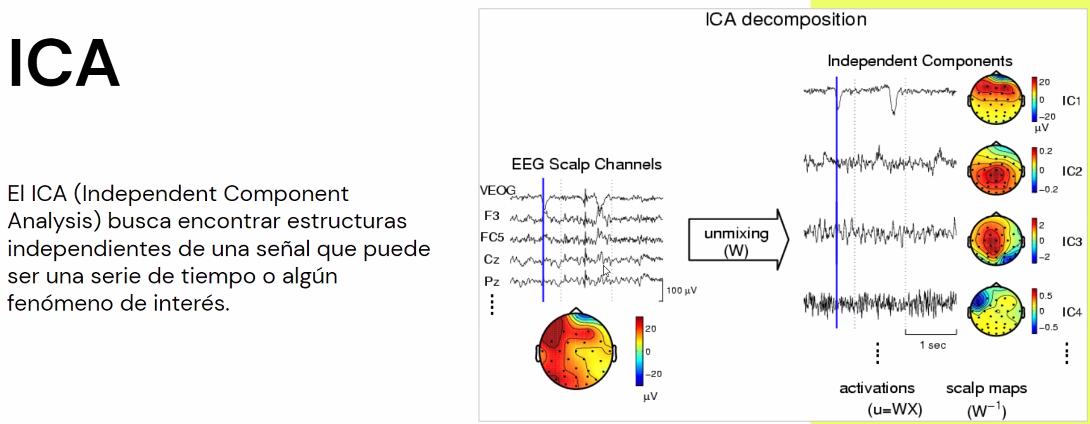 ICA
El ICA (Independent Component
Analysis) busca encontrar estructuras
independientes de una señal que puede
ser una serie de tiempo o algún
fenómeno de interés.
ICA decomposition
EEG Scalp Channels
VEOG
F3
FC5
Cz
Pz
100 µV
20
0
−20
µV
unmixing
(W)
Independent Components
20
0
−20
µV
IC1
0.2
0
−0.2
IC2
2
0
−2
IC3
0.5
0
−0.5
IC4
1 sec
activations
(u=WX)
scalp maps
(W⁻¹)